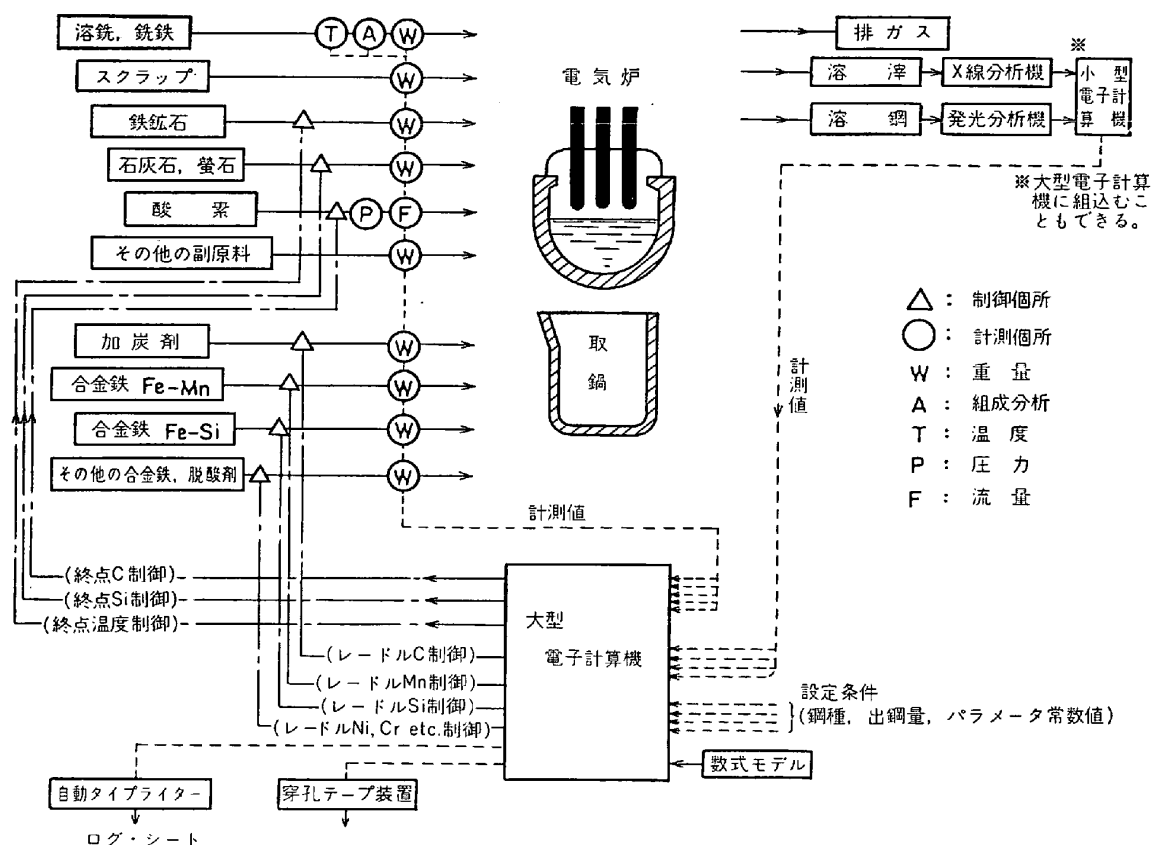 溶銑，銑鉄
T A W
スクラップ
W
鉄鉱石
W
石灰石，螢石
W
酸 素
P F
その他の副原料
W
加炭剤
W
合金鉄 Fe-Mn
W
合金鉄 Fe-Si
W
その他の合金鉄，脱酸剤
W
電気炉
取
鍋
排ガス
溶滓
X線分析機
溶鋼
発光分析機
※
小型
電子計
算機
※大型電子計算
機に組込むこ
ともできる。
計測値
△：制御個所
○：計測個所
W：重量
A：組成分析
T：温度
P：圧力
F：流量
計測値
(終点C制御)
(終点Si制御)
(終点温度制御)
(レードルC制御)
(レードルMn制御)
(レードルSi制御)
(レードルNi, Cr etc.制御)
大型
電子計算機
設定条件
(鋼種，出鋼量，パラメータ常数値)
数式モデル
自動タイプライター
穿孔テープ装置
ログ・シート